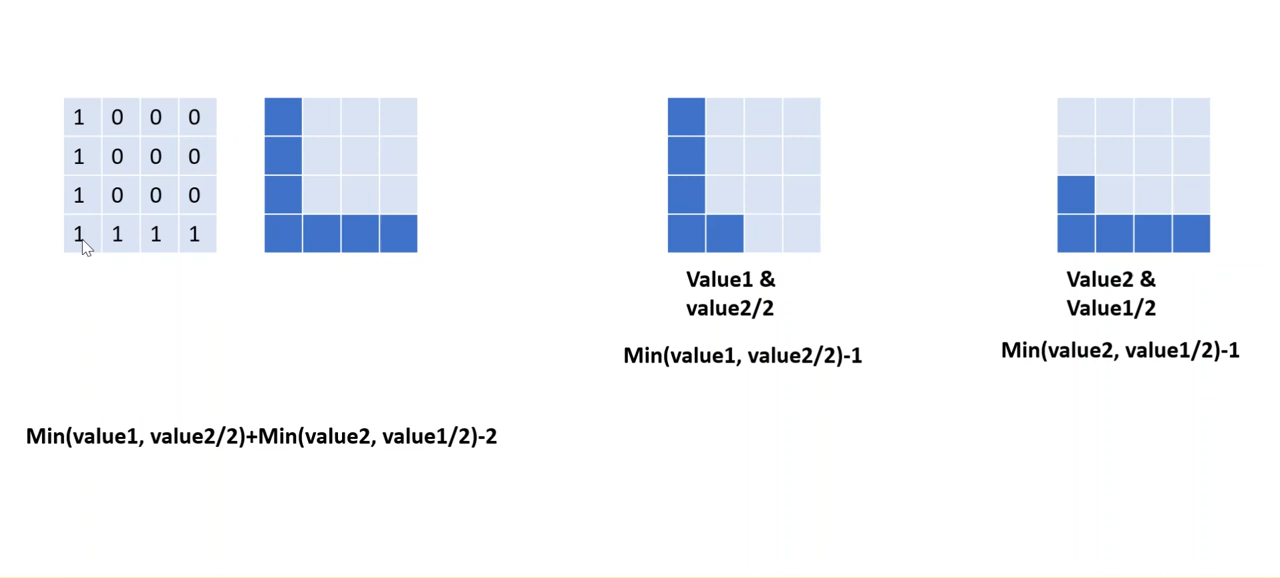 1 0 0 0
1 0 0 0
1 0 0 0
1 1 1 1
Value1 &
value2/2
Min(value1, value2/2)-1
Value2 &
Value1/2
Min(value2, value1/2)-1
Min(value1, value2/2)+Min(value2, value1/2)-2